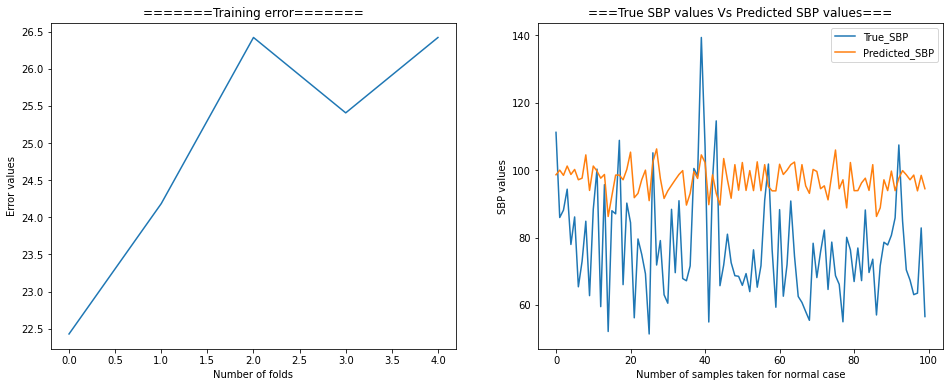 =======Training error=======
26.5
26.0
25.5
25.0
24.5
24.0
23.5
23.0
22.5
Error values
0.0 0.5 1.0 1.5 2.0 2.5 3.0 3.5 4.0
Number of folds
===True SBP values Vs Predicted SBP values===
True_SBP
Predicted_SBP
140
120
100
80
60
SBP values
0 20 40 60 80 100
Number of samples taken for normal case